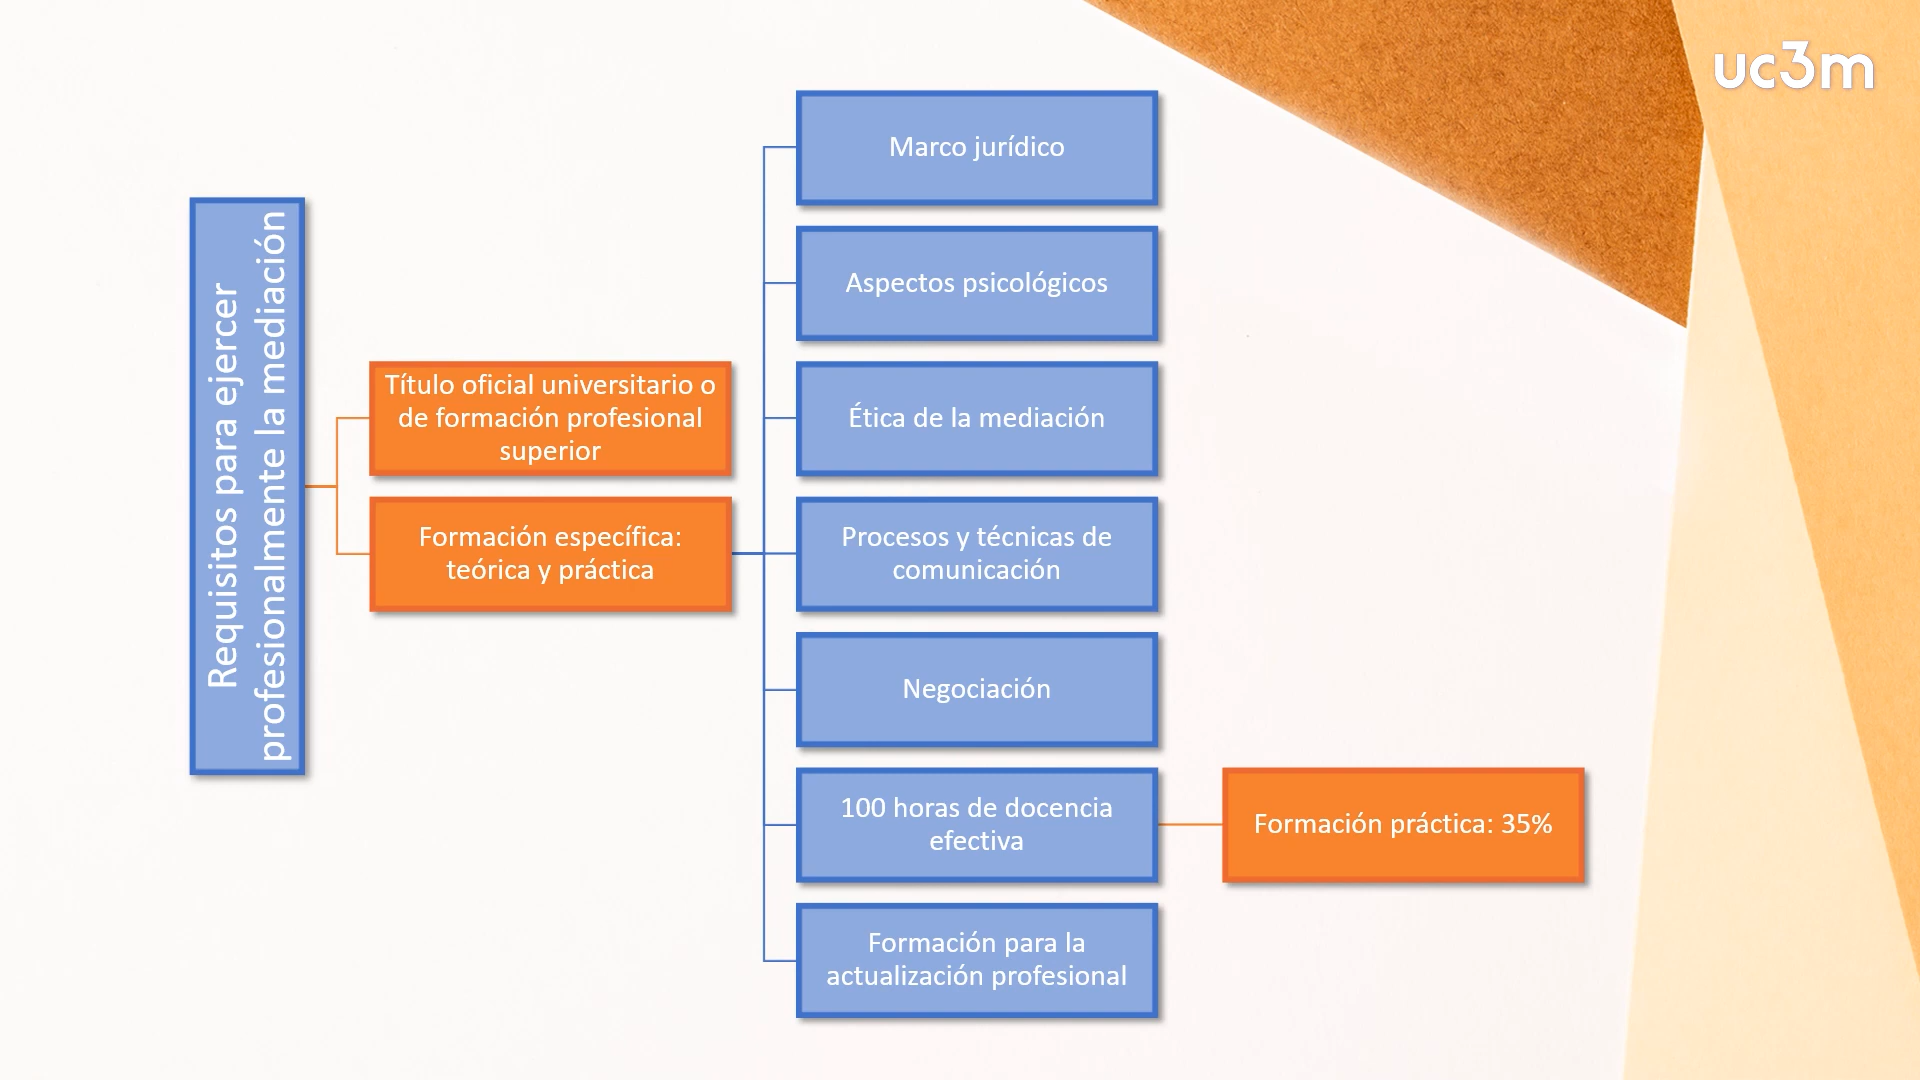 uc3m
Requisitos para ejercer
profesionalmente la mediación
Título oficial universitario o
de formación profesional
superior
Formación específica:
teórica y práctica
Marco jurídico
Aspectos psicológicos
Ética de la mediación
Procesos y técnicas de
comunicación
Negociación
100 horas de docencia
efectiva
Formación práctica: 35%
Formación para la
actualización profesional